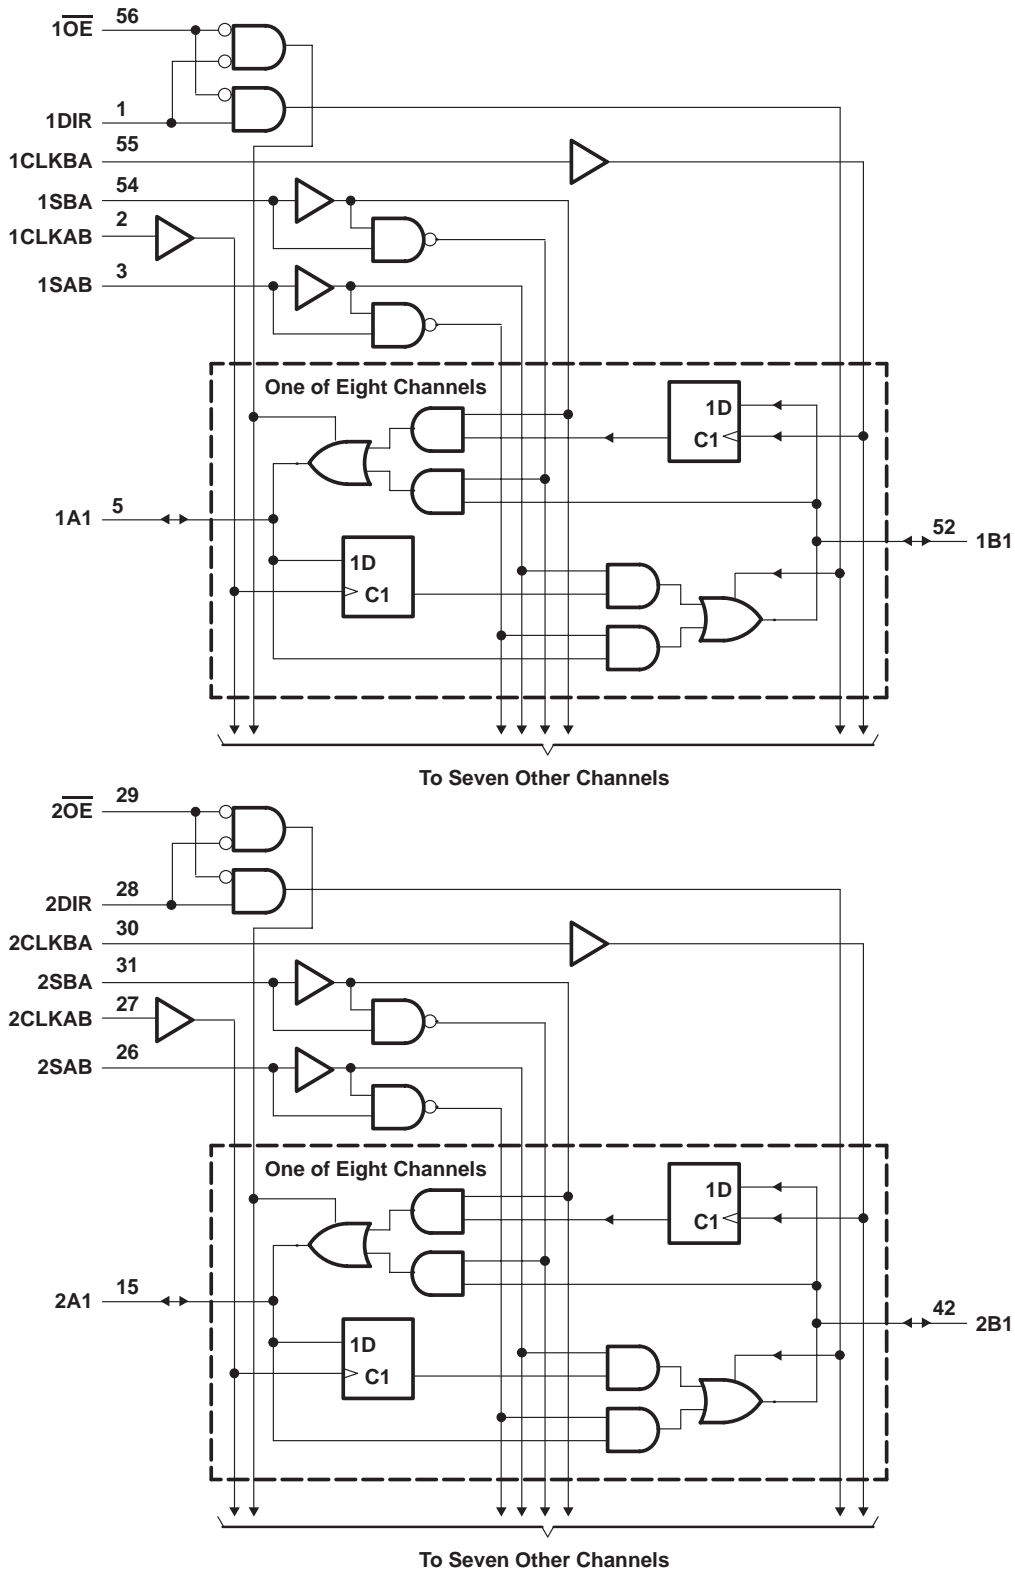 1O̅E̅ 56
1DIR 1
1CLKBA 55
1SBA 54
1CLKAB 2
1SAB 3
One of Eight Channels
1D
C1
1A1 5
52 1B1
1D
C1
To Seven Other Channels
2O̅E̅ 29
2DIR 28
2CLKBA 30
2SBA 31
2CLKAB 27
2SAB 26
One of Eight Channels
1D
C1
2A1 15
42 2B1
1D
C1
To Seven Other Channels